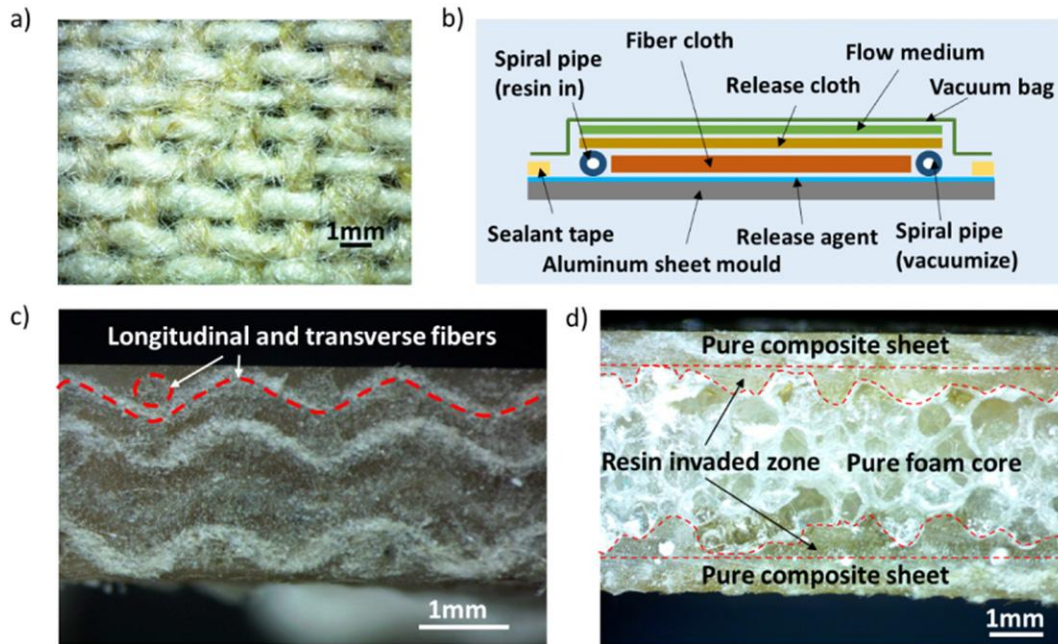 a)
1mm
b)
Fiber cloth
Flow medium
Spiral pipe
(resin in)
Release cloth
Vacuum bag
Sealant tape
Release agent
Spiral pipe
(vacuumize)
Aluminum sheet mould
c)
Longitudinal and transverse fibers
1mm
d)
Pure composite sheet
Resin invaded zone
Pure foam core
Pure composite sheet
1mm